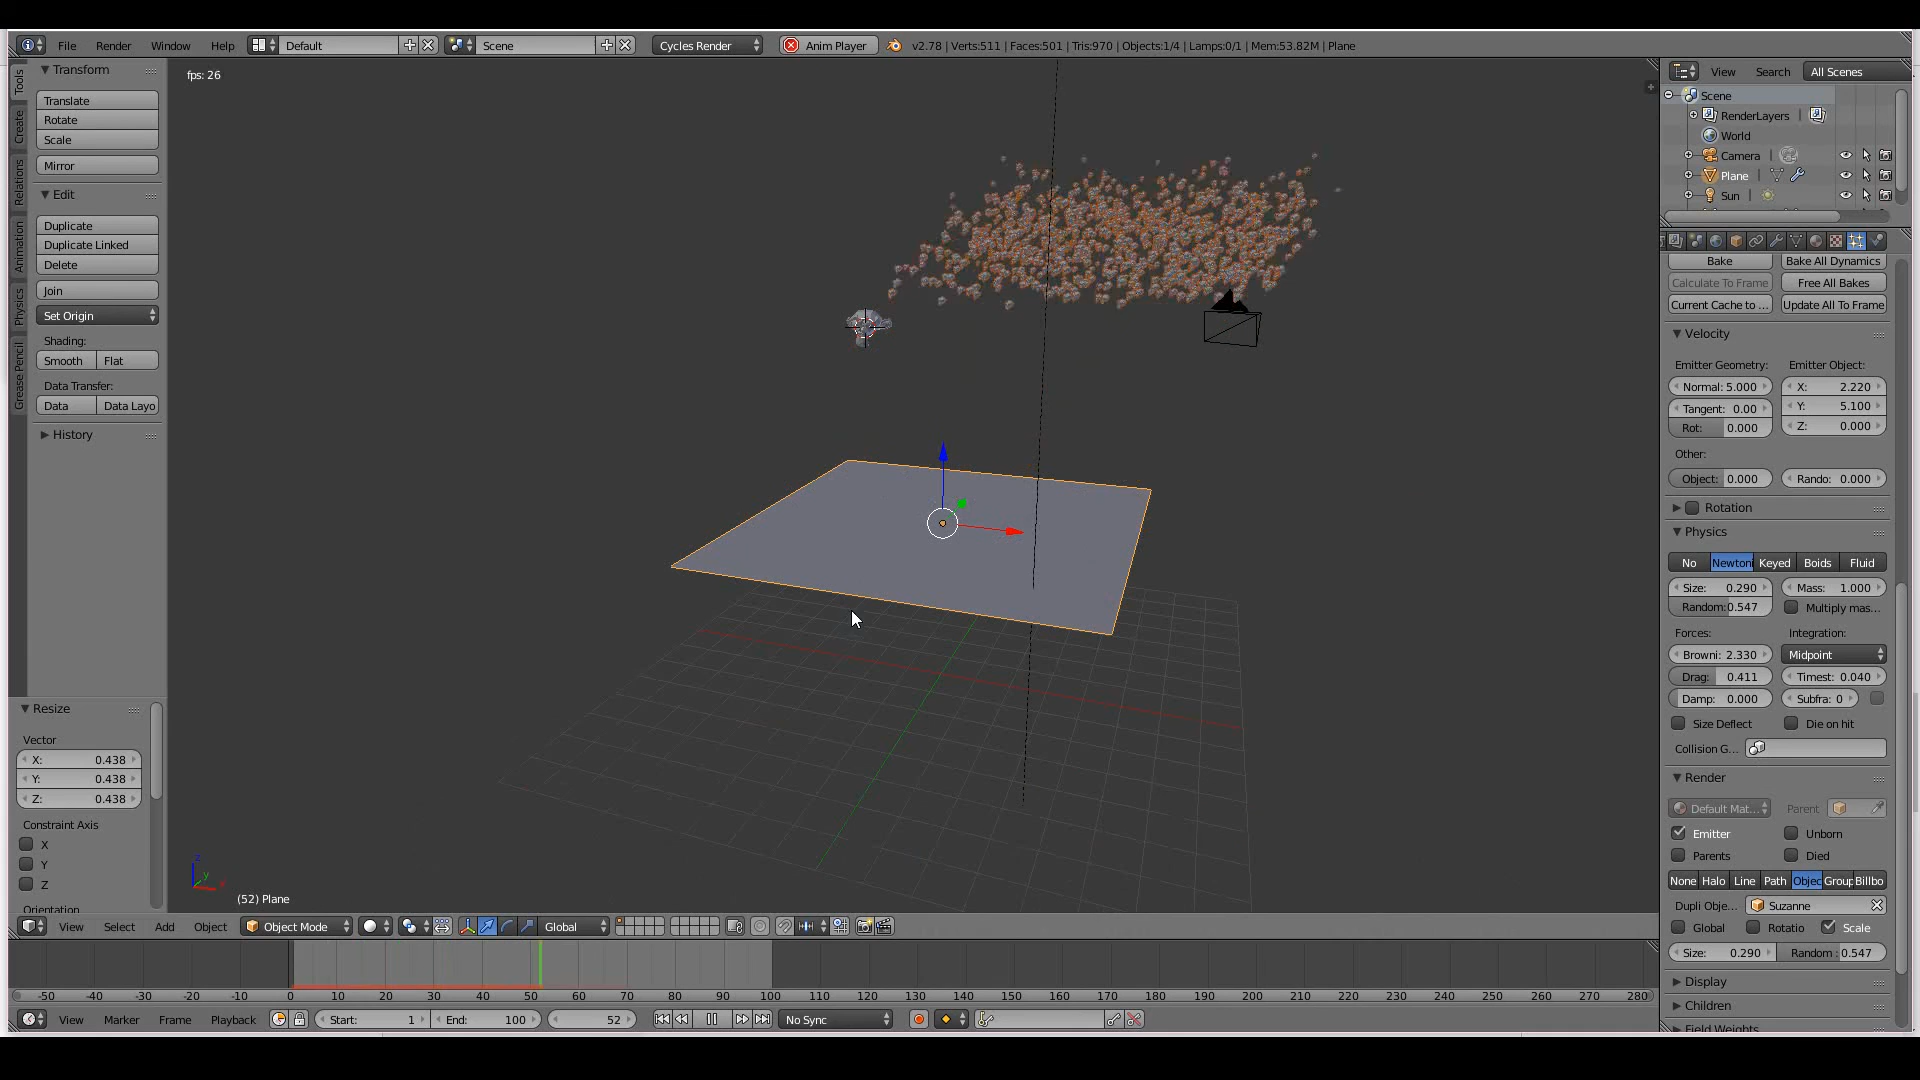 File Render Window Help Default Scene Cycles Render Anim Player v2.78 | Verts:511 | Faces:501 | Tris:970 | Objects:1/4 | Lamps:0/1 | Mem:53.82M | Plane
fps: 26
Tools
Create
Relations
Animation
Physics
Grease Pencil
Transform
Translate
Rotate
Scale
Mirror
Edit
Duplicate
Duplicate Linked
Delete
Join
Set Origin
Shading:
Smooth Flat
Data Transfer:
Data Data Layo
History
Resize
Vector
X: 0.438
Y: 0.438
Z: 0.438
Constraint Axis
X
Y
Z
Orientation
z
y
x
(52) Plane
View Select Add Object Object Mode Global
-50 -40 -30 -20 -10 0 10 20 30 40 50 60 70 80 90 100 110 120 130 140 150 160 170 180 190 200 210 220 230 240 250 260 270 280
View Marker Frame Playback Start: 1 End: 100 52 No Sync
View Search All Scenes
Scene
RenderLayers
World
Camera
Plane
Sun
Bake Bake All Dynamics
Calculate To Frame Free All Bakes
Current Cache to ... Update All To Frame
Velocity
Emitter Geometry: Emitter Object:
Normal: 5.000 X: 2.220
Tangent: 0.00 Y: 5.100
Rot: 0.000 Z: 0.000
Other:
Object: 0.000 Rando: 0.000
Rotation
Physics
No Newtoni Keyed Boids Fluid
Size: 0.290 Mass: 1.000
Random:0.547 Multiply mas...
Forces: Integration:
Browni: 2.330 Midpoint
Drag: 0.411 Timest: 0.040
Damp: 0.000 Subfra: 0
Size Deflect Die on hit
Collision G...
Render
Default Mat... Parent
Emitter Unborn
Parents Died
None Halo Line Path Objec Group Billbo
Dupli Obje... Suzanne
Global Rotatio Scale
Size: 0.290 Random : 0.547
Display
Children
Field Weights